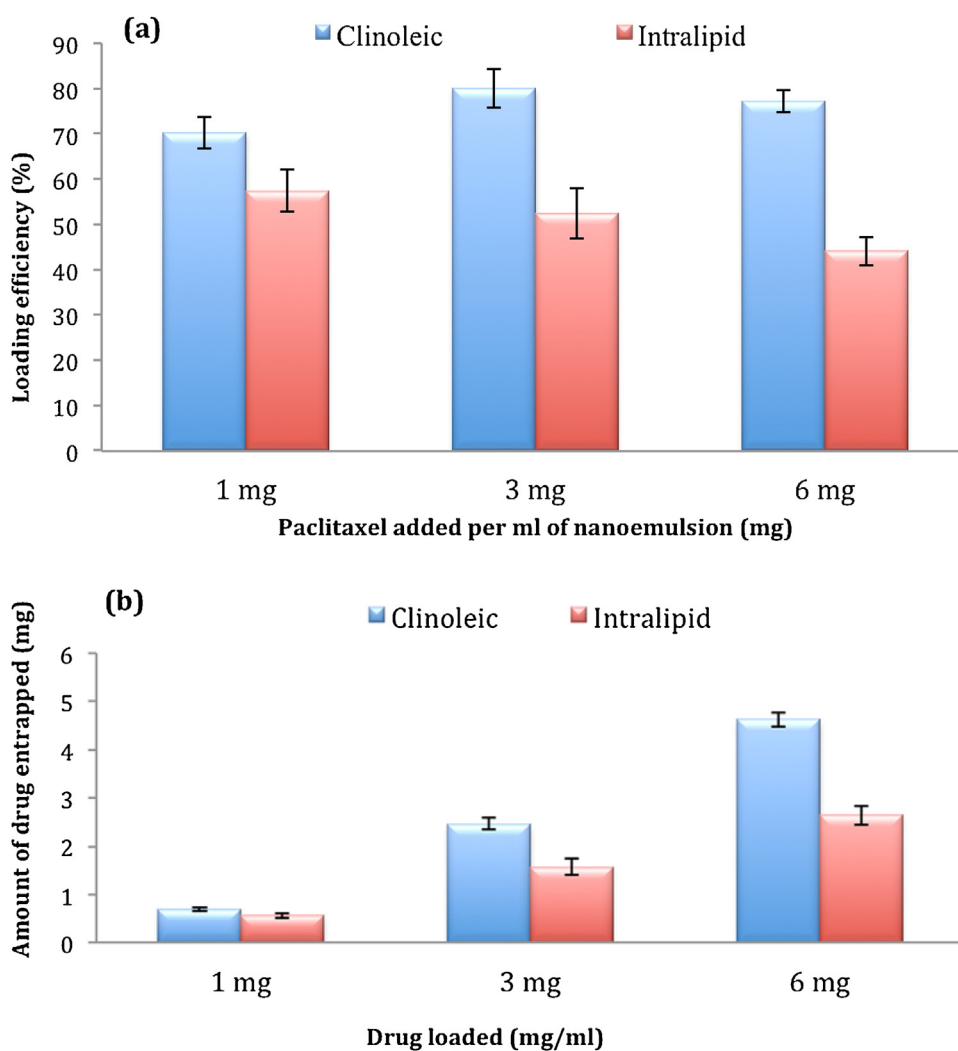 (a)
Clinoleic Intralipid
Loading efficiency (%)
90
80
70
60
50
40
30
20
10
0
1 mg 3 mg 6 mg
Paclitaxel added per ml of nanoemulsion (mg)
(b)
Clinoleic Intralipid
Amount of drug entrapped (mg)
6
5
4
3
2
1
0
1 mg 3 mg 6 mg
Drug loaded (mg/ml)